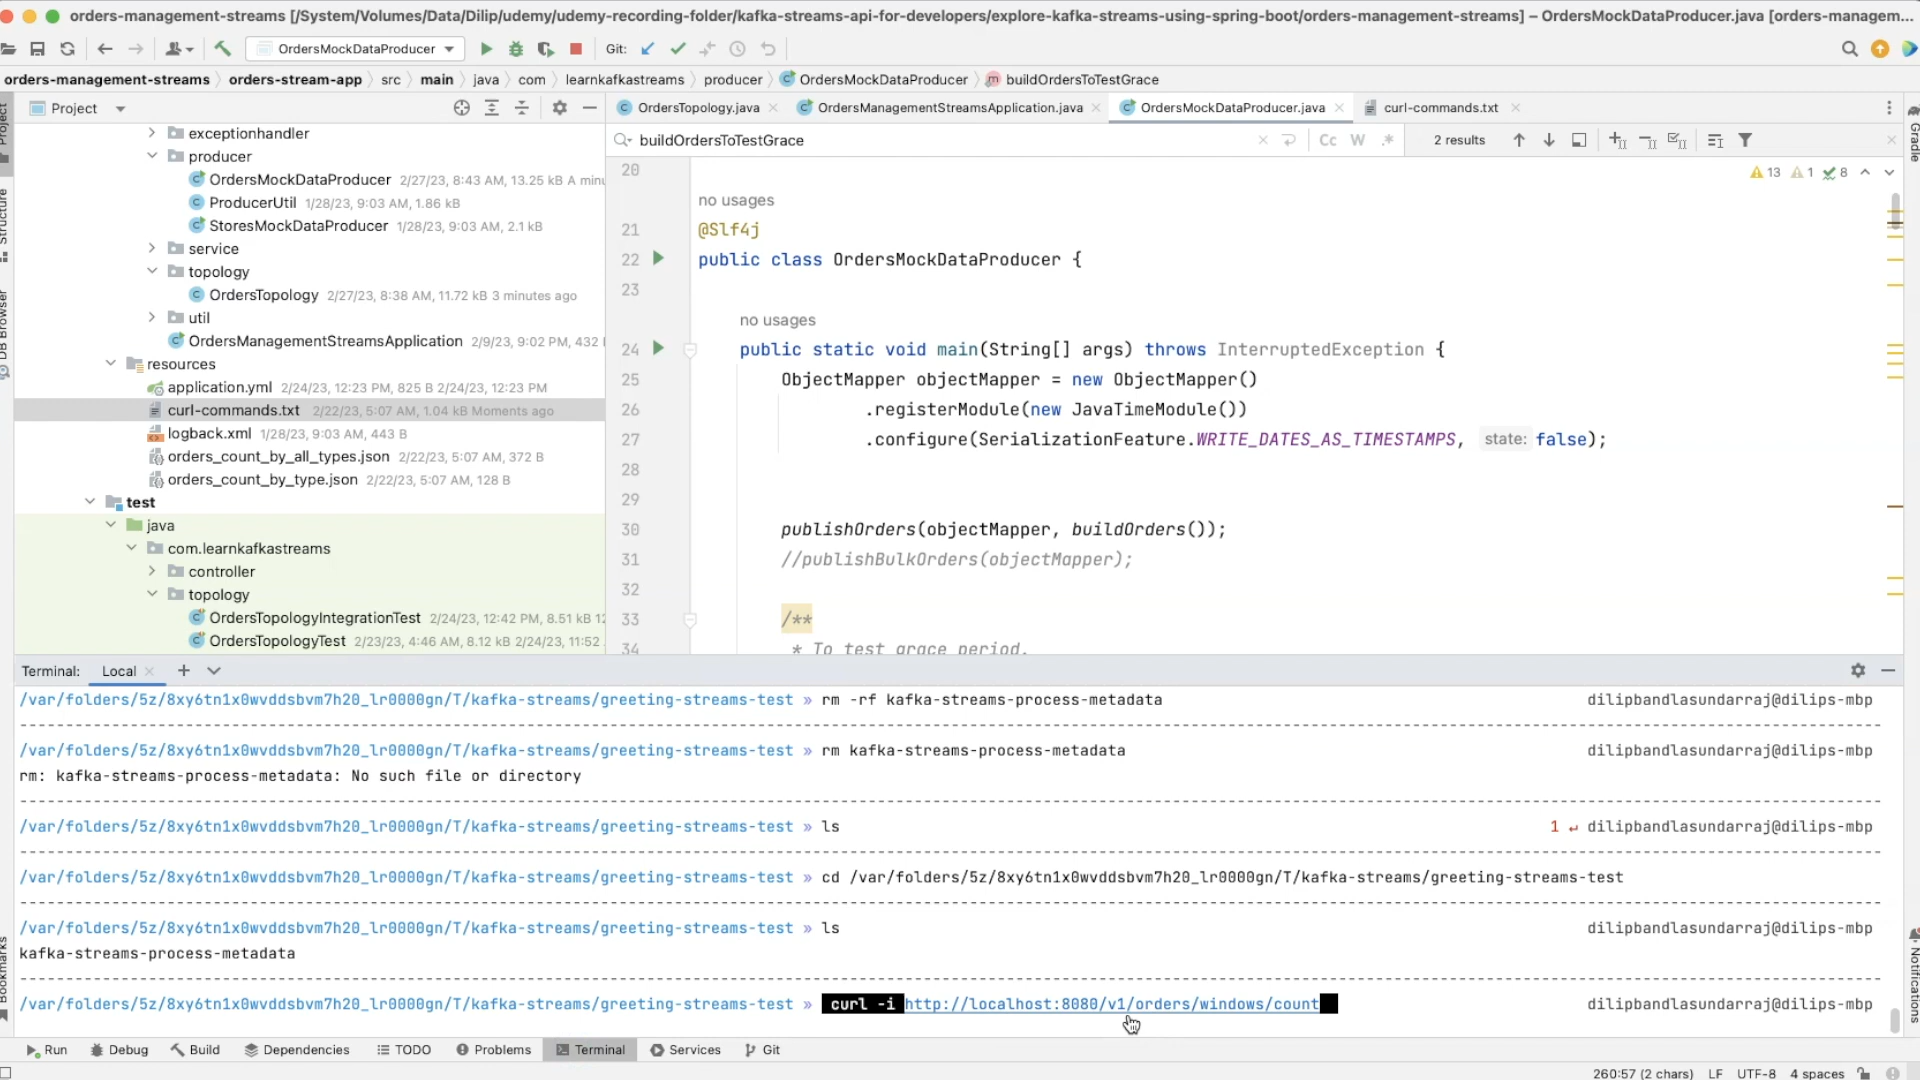 orders-management-streams [/System/Volumes/Data/Dilip/udemy/udemy-recording-folder/kafka-streams-api-for-developers/explore-kafka-streams-using-spring-boot/orders-management-streams] – OrdersMockDataProducer.java [orders-managem...
OrdersMockDataProducer
Git:
orders-management-streams
orders-stream-app
src
main
java
com
learnkafkastreams
producer
OrdersMockDataProducer
buildOrdersToTestGrace
Project
OrdersTopology.java
OrdersManagementStreamsApplication.java
OrdersMockDataProducer.java
curl-commands.txt
buildOrdersToTestGrace
Cc
W
.*
2 results
Project
Structure
DB Browser
Bookmarks
Gradle
Notifications
exceptionhandler
producer
OrdersMockDataProducer 2/27/23, 8:43 AM, 13.25 kB A minu
ProducerUtil 1/28/23, 9:03 AM, 1.86 kB
StoresMockDataProducer 1/28/23, 9:03 AM, 2.1 kB
service
topology
OrdersTopology 2/27/23, 8:38 AM, 11.72 kB 3 minutes ago
util
OrdersManagementStreamsApplication 2/9/23, 9:02 PM, 432
resources
application.yml 2/24/23, 12:23 PM, 825 B 2/24/23, 12:23 PM
curl-commands.txt 2/22/23, 5:07 AM, 1.04 kB Moments ago
logback.xml 1/28/23, 9:03 AM, 443 B
orders_count_by_all_types.json 2/22/23, 5:07 AM, 372 B
orders_count_by_type.json 2/22/23, 5:07 AM, 128 B
test
java
com.learnkafkastreams
controller
topology
OrdersTopologyIntegrationTest 2/24/23, 12:42 PM, 8.51 kB 12
OrdersTopologyTest 2/23/23, 4:46 AM, 8.12 kB 2/24/23, 11:52
13 1 8
20
no usages
21 @Slf4j
22 public class OrdersMockDataProducer {
23
no usages
24 public static void main(String[] args) throws InterruptedException {
25 ObjectMapper objectMapper = new ObjectMapper()
26 .registerModule(new JavaTimeModule())
27 .configure(SerializationFeature.WRITE_DATES_AS_TIMESTAMPS, state: false);
28
29
30 publishOrders(objectMapper, buildOrders());
31 //publishBulkOrders(objectMapper);
32
33 /**
34 * To test grace period.
Terminal: Local
/var/folders/5z/8xy6tn1x0wvddsbvm7h20_lr0000gn/T/kafka-streams/greeting-streams-test » rm -rf kafka-streams-process-metadata dilipbandlasundarraj@dilips-mbp
/var/folders/5z/8xy6tn1x0wvddsbvm7h20_lr0000gn/T/kafka-streams/greeting-streams-test » rm kafka-streams-process-metadata dilipbandlasundarraj@dilips-mbp
rm: kafka-streams-process-metadata: No such file or directory
/var/folders/5z/8xy6tn1x0wvddsbvm7h20_lr0000gn/T/kafka-streams/greeting-streams-test » ls 1 ↵ dilipbandlasundarraj@dilips-mbp
/var/folders/5z/8xy6tn1x0wvddsbvm7h20_lr0000gn/T/kafka-streams/greeting-streams-test » cd /var/folders/5z/8xy6tn1x0wvddsbvm7h20_lr0000gn/T/kafka-streams/greeting-streams-test
/var/folders/5z/8xy6tn1x0wvddsbvm7h20_lr0000gn/T/kafka-streams/greeting-streams-test » ls dilipbandlasundarraj@dilips-mbp
kafka-streams-process-metadata
/var/folders/5z/8xy6tn1x0wvddsbvm7h20_lr0000gn/T/kafka-streams/greeting-streams-test » curl -i http://localhost:8080/v1/orders/windows/count dilipbandlasundarraj@dilips-mbp
Run
Debug
Build
Dependencies
TODO
Problems
Terminal
Services
Git
260:57 (2 chars) LF UTF-8 4 spaces